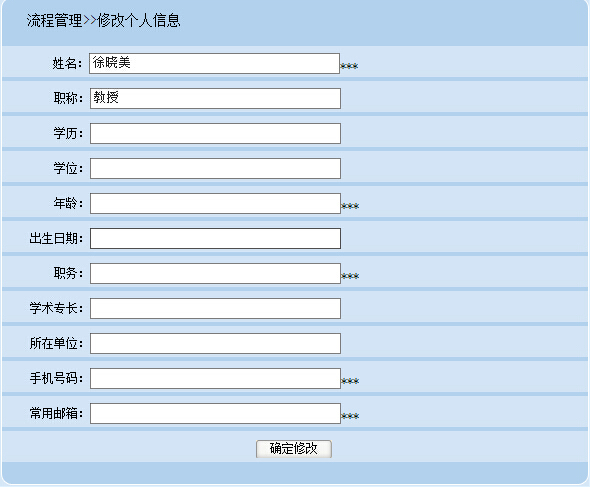 流程管理>>修改个人信息
姓名： 徐晓美 ***
职称： 教授
学历：
学位：
年龄： ***
出生日期：
职务： ***
学术专长：
所在单位：
手机号码： ***
常用邮箱： ***
确定修改